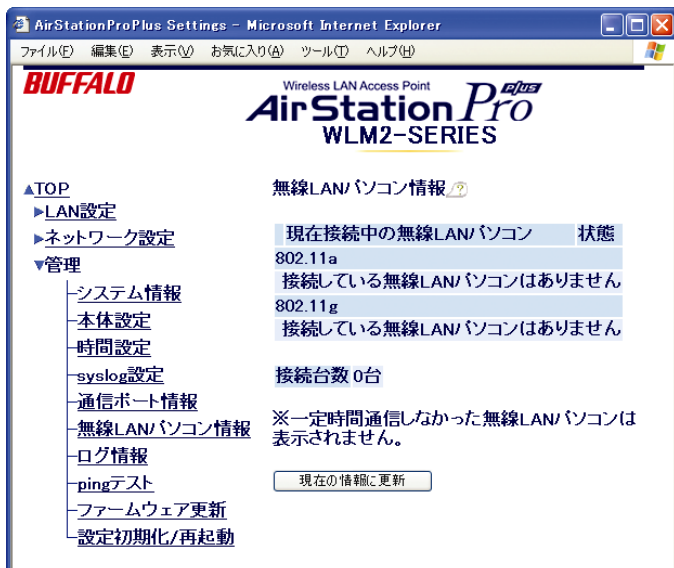 AirStationProPlus Settings - Microsoft Internet Explorer
ファイル(F) 編集(E) 表示(V) お気に入り(A) ツール(T) ヘルプ(H)
BUFFALO
Wireless LAN Access Point
AirStation Pro plus
WLM2-SERIES
▲TOP
▶LAN設定
▶ネットワーク設定
▼管理
システム情報
本体設定
時間設定
syslog設定
通信ポート情報
無線LANパソコン情報
ログ情報
pingテスト
ファームウェア更新
設定初期化/再起動
無線LANパソコン情報 ?
現在接続中の無線LANパソコン 状態
802.11a
接続している無線LANパソコンはありません
802.11g
接続している無線LANパソコンはありません
接続台数 0台
※一定時間通信しなかった無線LANパソコンは
表示されません。
現在の情報に更新